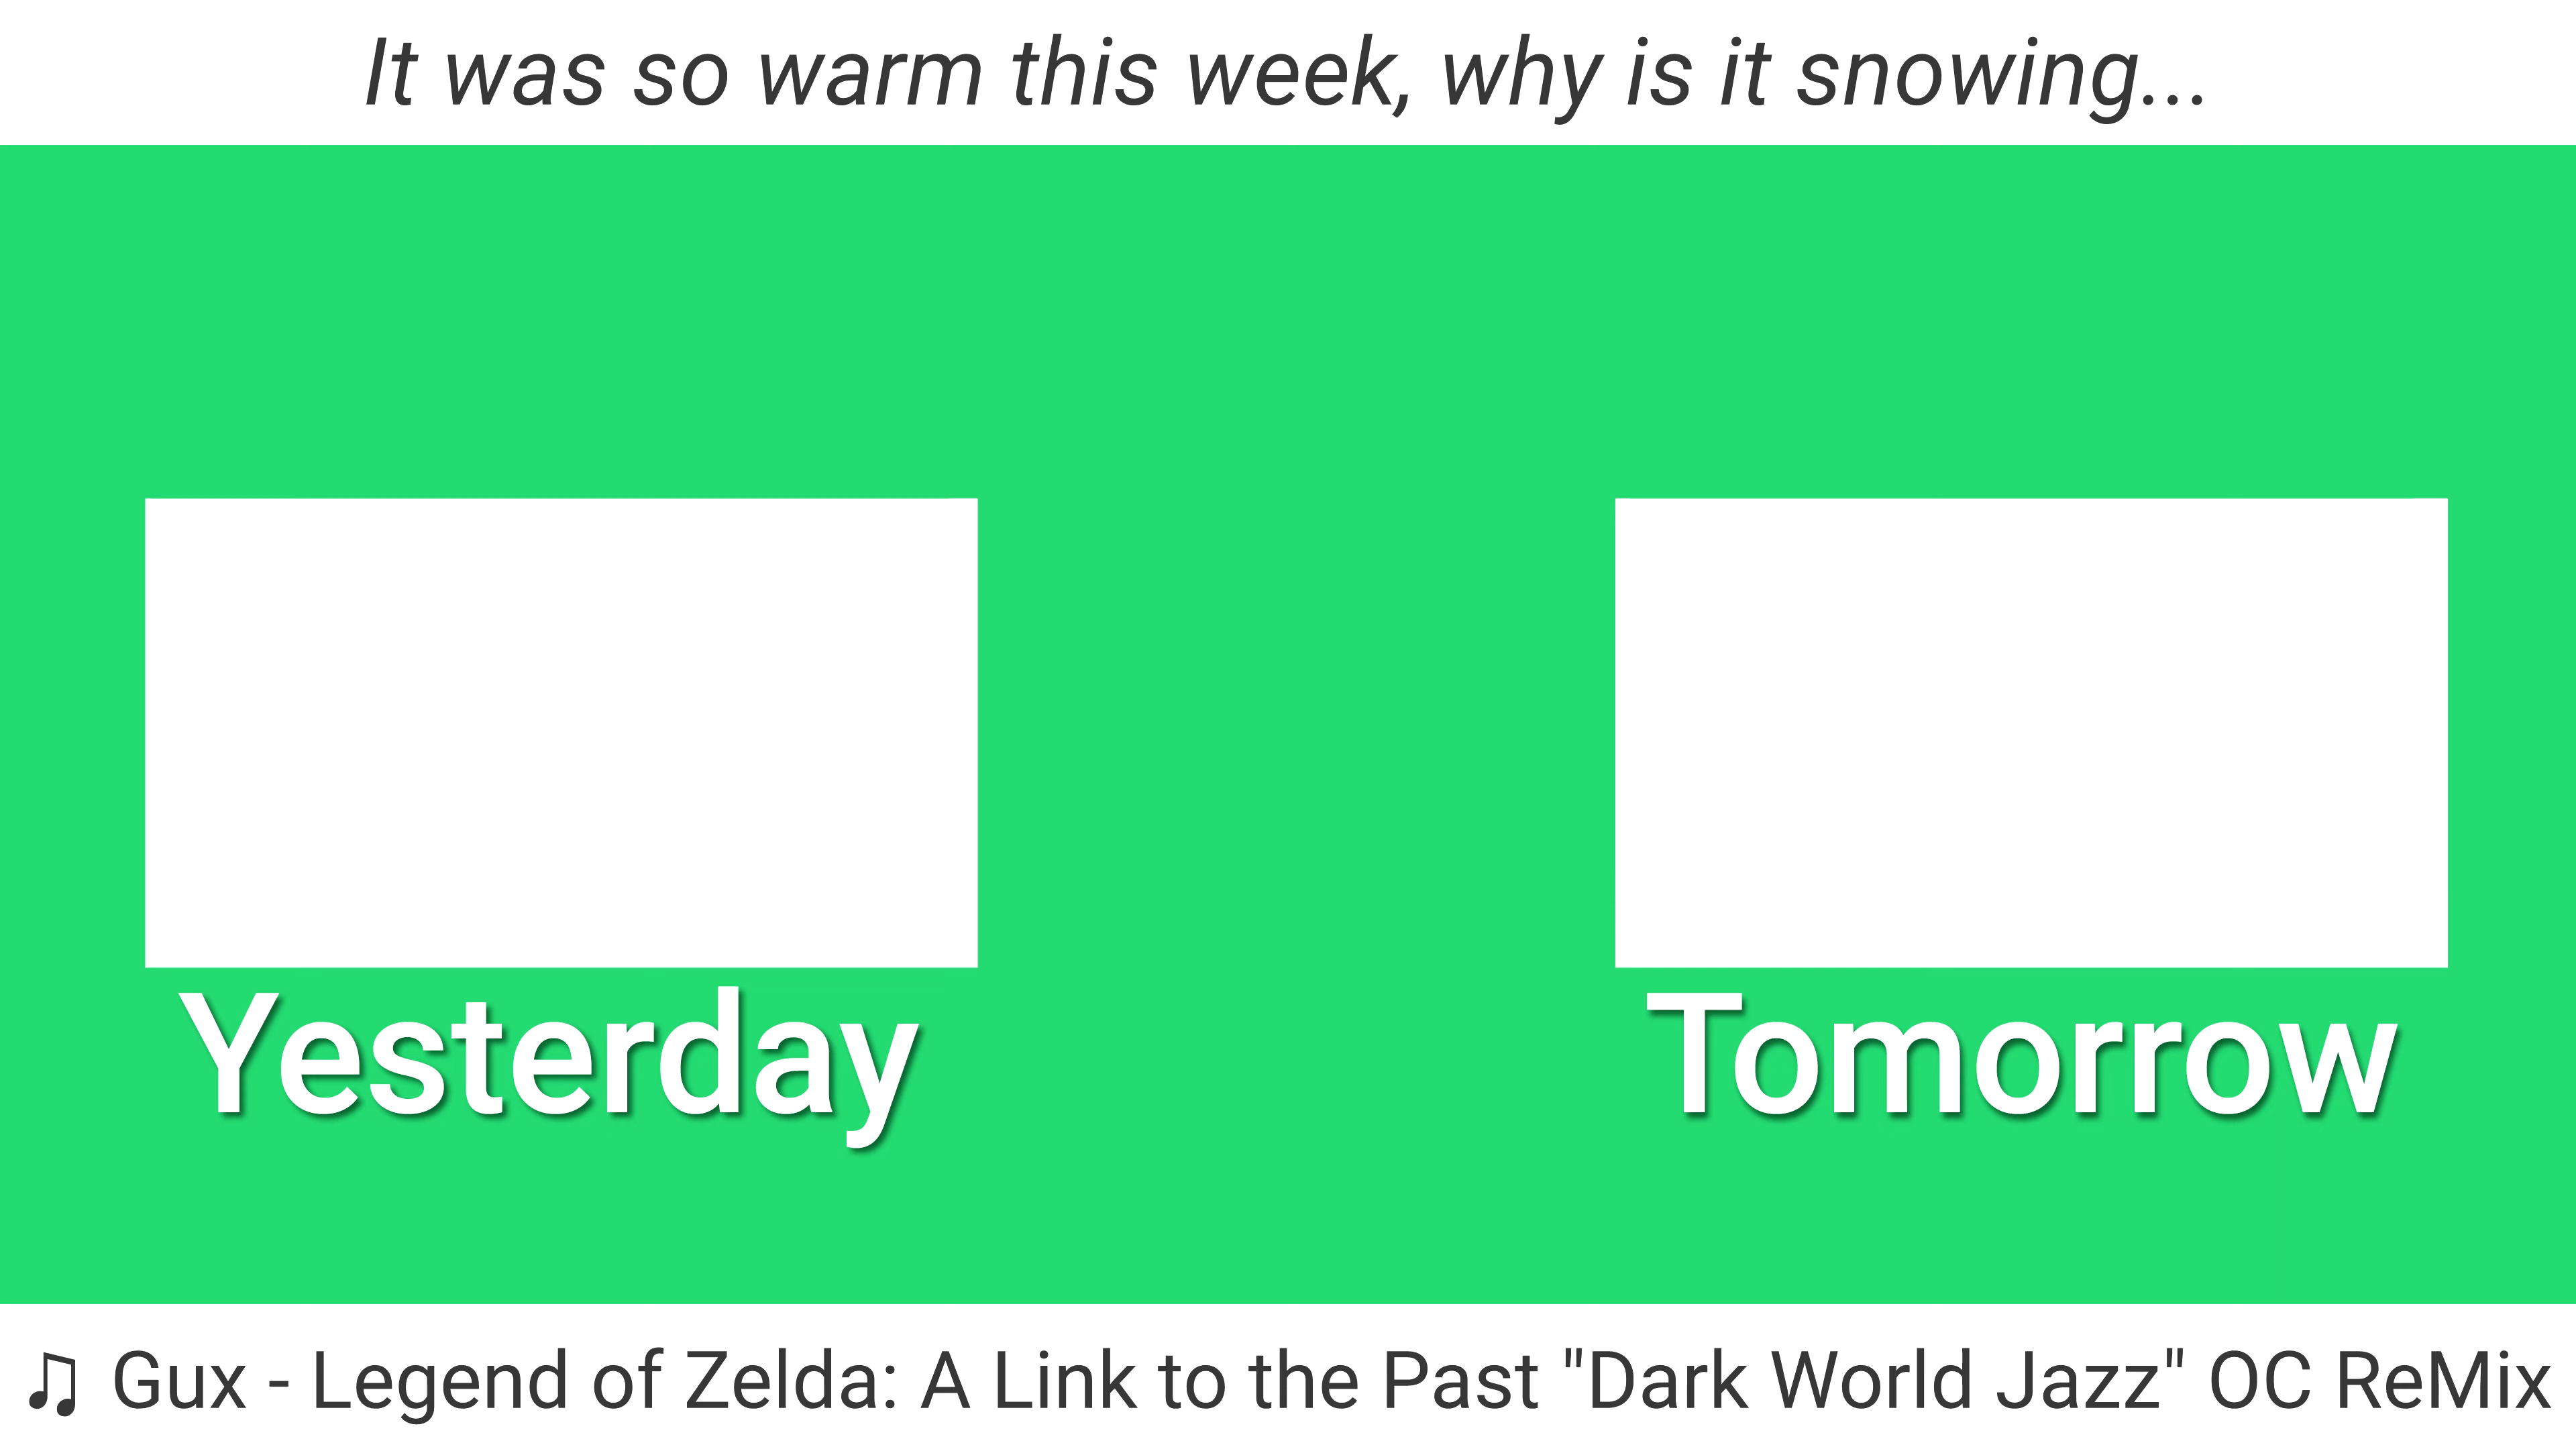 It was so warm this week, why is it snowing...
Yesterday
Tomorrow
♫ Gux - Legend of Zelda: A Link to the Past "Dark World Jazz" OC ReMix